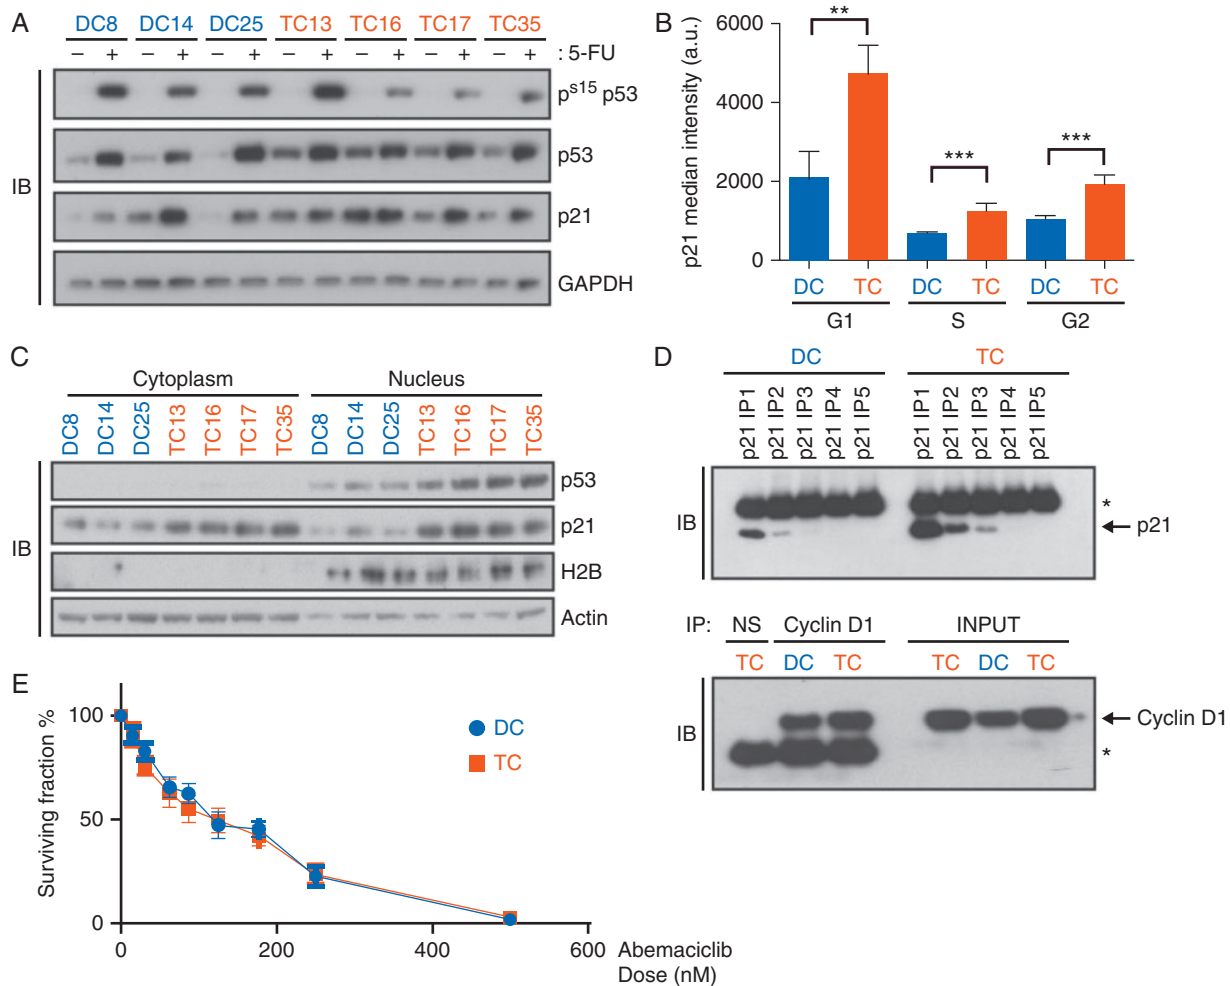 A
DC8 DC14 DC25 TC13 TC16 TC17 TC35
− + − + − + − + − + − + − + : 5-FU
IB
ps15 p53
p53
p21
GAPDH
B
p21 median intensity (a.u.)
6000
4000
2000
0
** *** ***
DC TC DC TC DC TC
G1 S G2
C
Cytoplasm Nucleus
DC8 DC14 DC25 TC13 TC16 TC17 TC35 DC8 DC14 DC25 TC13 TC16 TC17 TC35
IB
p53
p21
H2B
Actin
D
DC TC
p21 IP1 p21 IP2 p21 IP3 p21 IP4 p21 IP5 p21 IP1 p21 IP2 p21 IP3 p21 IP4 p21 IP5
IB
*
p21
IP: NS Cyclin D1 INPUT
TC DC TC TC DC TC
IB
Cyclin D1
*
E
Surviving fraction %
100
50
0
DC
TC
0 200 400 600
Abemaciclib
Dose (nM)